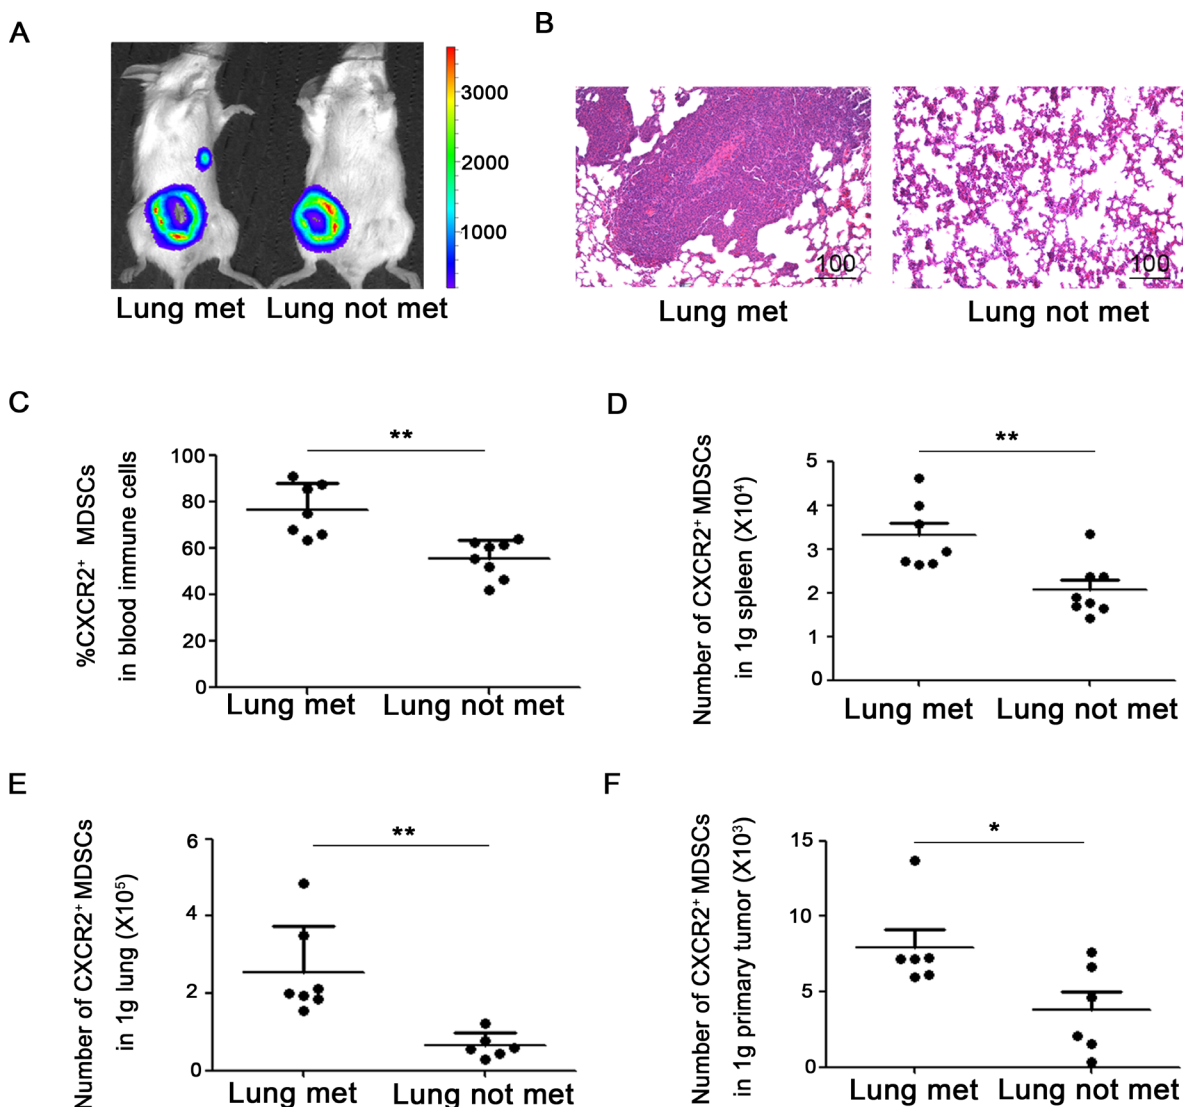 A
3000
2000
1000
Lung met
Lung not met
B
100
100
Lung met
Lung not met
C
%CXCR2⁺ MDSCs
in blood immune cells
**
100
80
60
40
20
0
Lung met
Lung not met
D
Number of CXCR2⁺ MDSCs
in 1g spleen (X10⁴)
**
5
4
3
2
1
0
Lung met
Lung not met
E
Number of CXCR2⁺ MDSCs
in 1g lung (X10⁵)
**
6
4
2
0
Lung met
Lung not met
F
Number of CXCR2⁺ MDSCs
in 1g primary tumor (X10³)
*
15
10
5
0
Lung met
Lung not met